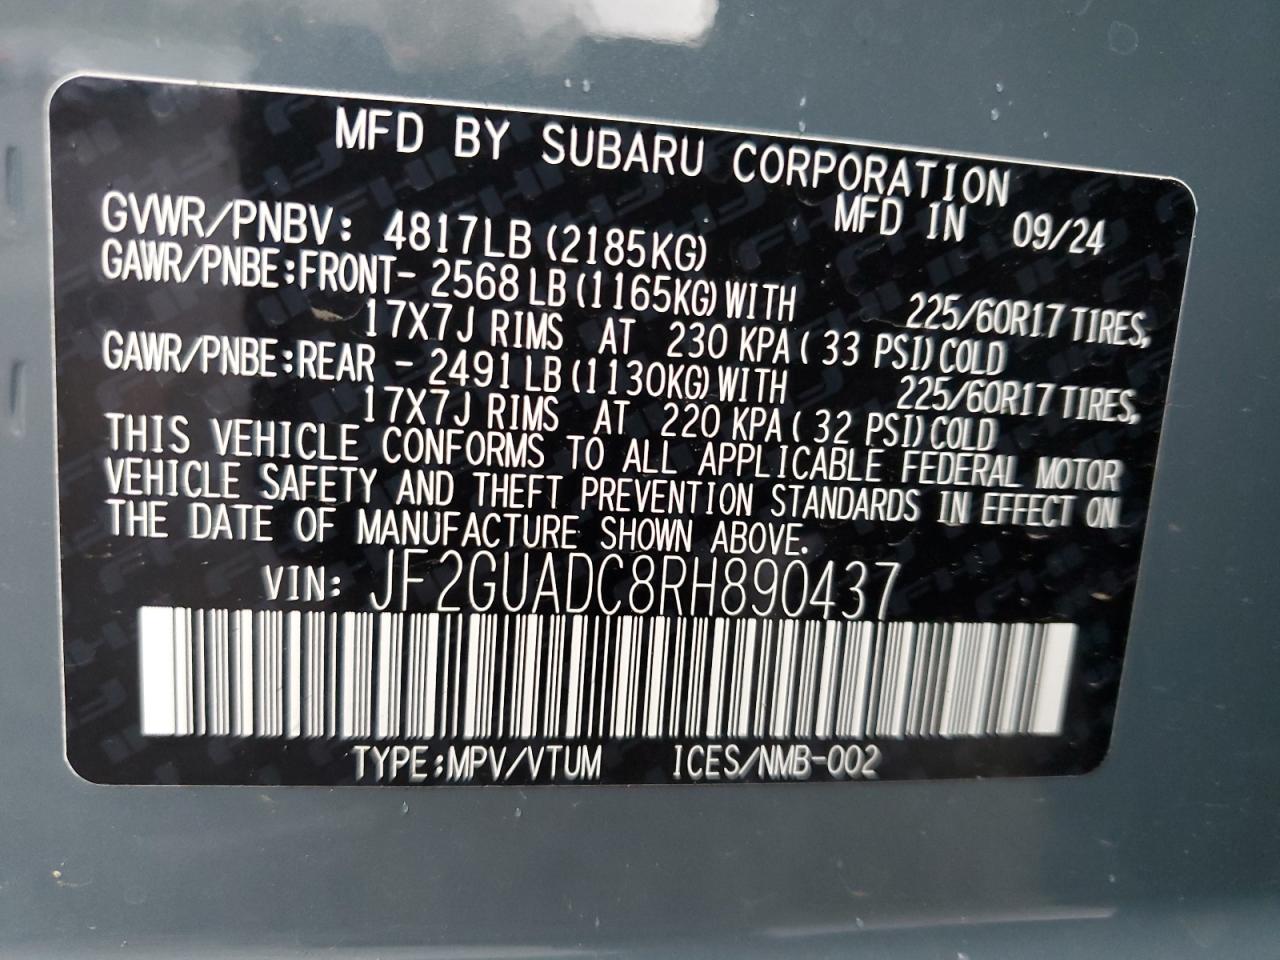 MFD BY SUBARU CORPORATION
MFD IN 09/24
GVWR/PNBV: 4817LB (2185KG)
GAWR/PNBE:FRONT- 2568 LB (1165KG) WITH 225/60R17 TIRES,
17X7J RIMS AT 230 KPA ( 33 PSI) COLD
GAWR/PNBE:REAR - 2491 LB (1130KG) WITH 225/60R17 TIRES,
17X7J RIMS AT 220 KPA ( 32 PSI) COLD
THIS VEHICLE CONFORMS TO ALL APPLICABLE FEDERAL MOTOR
VEHICLE SAFETY AND THEFT PREVENTION STANDARDS IN EFFECT ON
THE DATE OF MANUFACTURE SHOWN ABOVE.
VIN: JF2GUADC8RH890437
TYPE:MPV/VTUM ICES/NMB-002